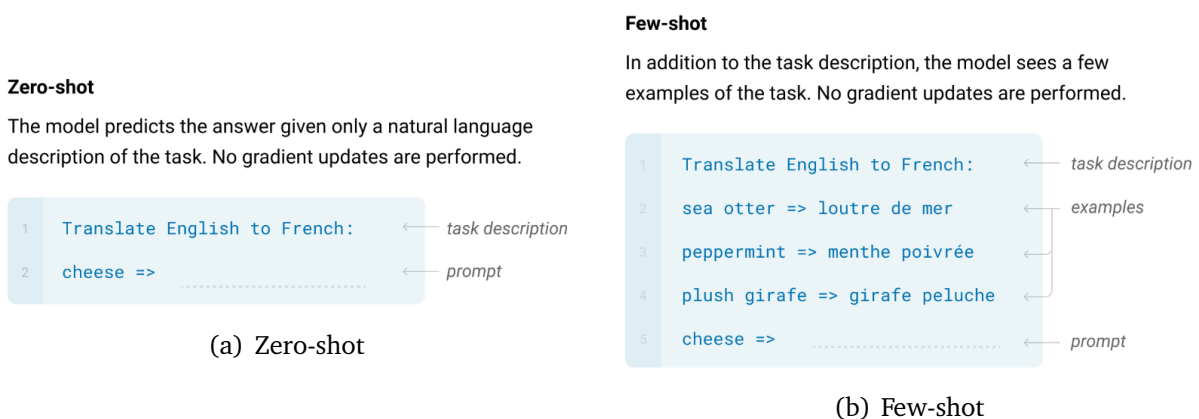 Zero-shot
The model predicts the answer given only a natural language
description of the task. No gradient updates are performed.
1 Translate English to French: task description
2 cheese => prompt
(a) Zero-shot
Few-shot
In addition to the task description, the model sees a few
examples of the task. No gradient updates are performed.
1 Translate English to French: task description
2 sea otter => loutre de mer examples
3 peppermint => menthe poivrée
4 plush girafe => girafe peluche
5 cheese => prompt
(b) Few-shot